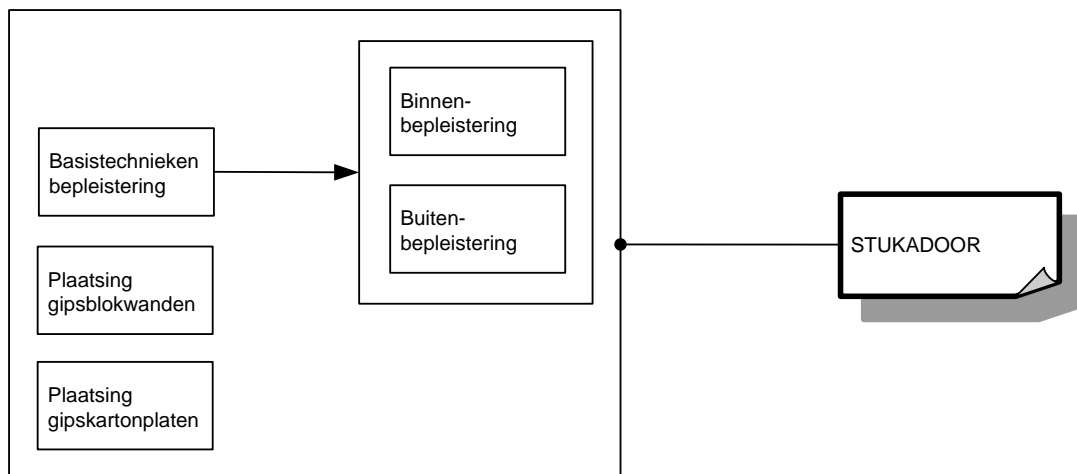 Binnen-
bepleistering
Basistechnieken
bepleistering
Buiten-
bepleistering
STUKADOOR
Plaatsing
gipsblokwanden
Plaatsing
gipskartonplaten